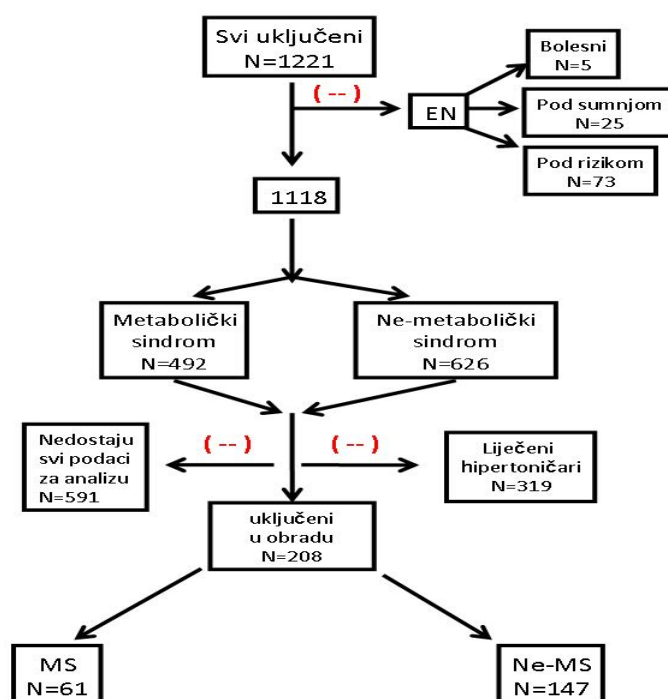 Svi uključeni
N=1221
( -- )
EN
Bolesni
N=5
Pod sumnjom
N=25
Pod rizikom
N=73
1118
Metabolički
sindrom
N=492
Ne-metabolički
sindrom
N=626
Nedostaju
svi podaci
za analizu
N=591
( -- )
( -- )
Liječeni
hipertoničari
N=319
uključeni
u obradu
N=208
MS
N=61
Ne-MS
N=147